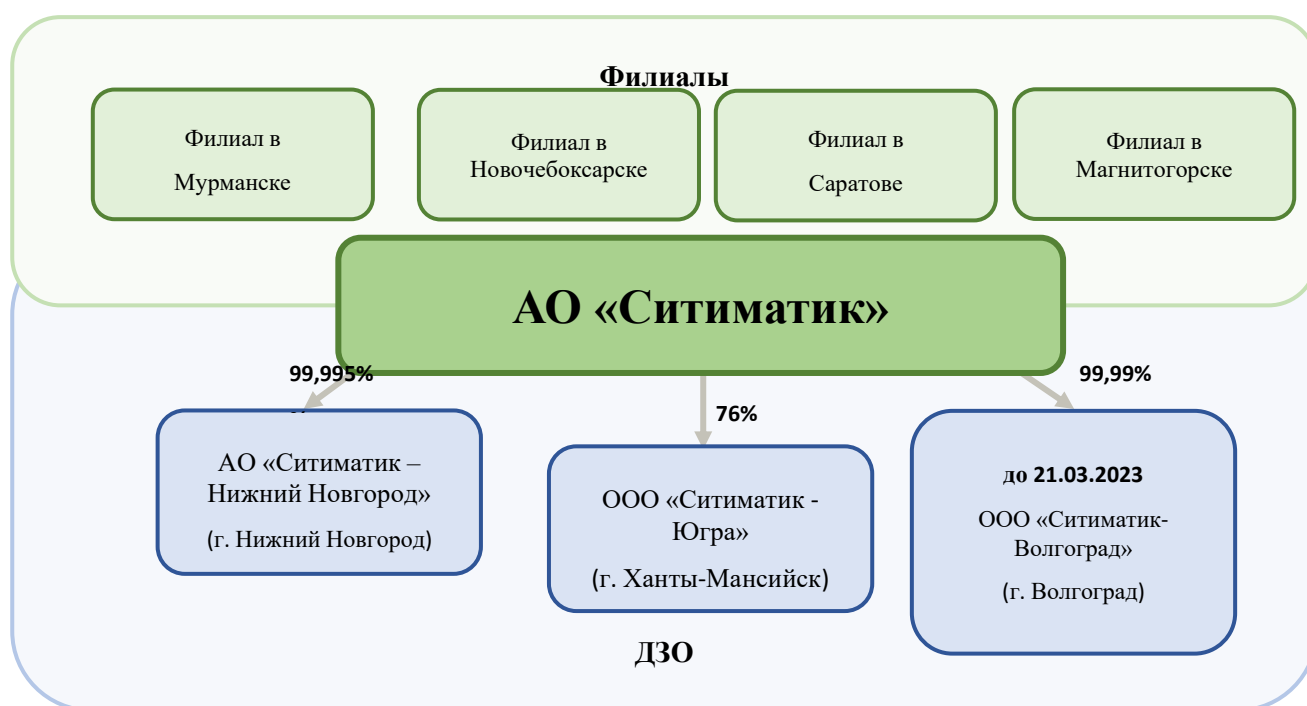 Филиалы
Филиал в
Мурманске
Филиал в
Новочебоксарске
Филиал в
Саратове
Филиал в
Магнитогорске
АО «Ситиматик»
99,995%
76%
99,99%
АО «Ситиматик –
Нижний Новгород»
(г. Нижний Новгород)
ООО «Ситиматик -
Югра»
(г. Ханты-Мансийск)
до 21.03.2023
ООО «Ситиматик-
Волгоград»
(г. Волгоград)
ДЗО